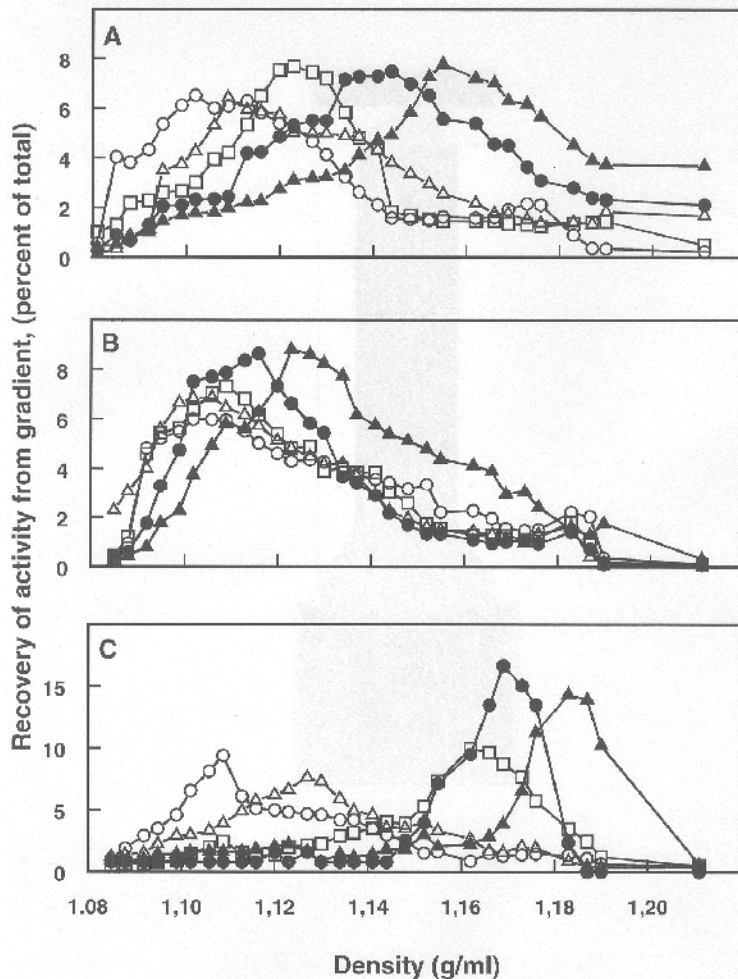 A
8
6
4
2
0
B
8
6
4
2
0
C
15
10
5
0
Recovery of activity from gradient, (percent of total)
1.08 1,10 1,12 1,14 1,16 1,18 1,20
Density (g/ml)